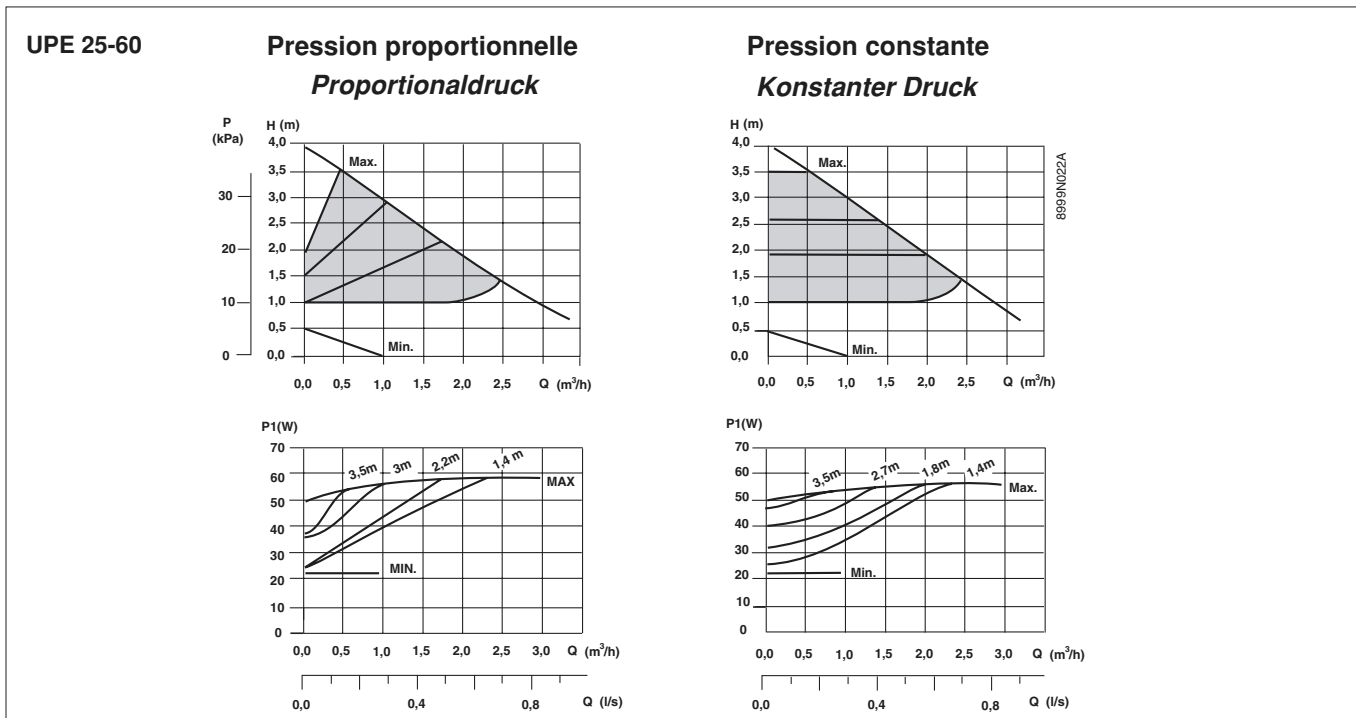 UPE 25-60
Pression proportionnelle
Proportionaldruck
Pression constante
Konstanter Druck
P
(kPa)
H (m)
4,0
3,5
3,0
2,5
2,0
1,5
1,0
0,5
0,0
30
20
10
0
Max.
Min.
0,0 0,5 1,0 1,5 2,0 2,5 Q (m³/h)
H (m)
4,0
3,5
3,0
2,5
2,0
1,5
1,0
0,5
0,0
Max.
Min.
0,0 0,5 1,0 1,5 2,0 2,5 Q (m³/h)
8999N022A
P1(W)
70
60
50
40
30
20
10
0
3,5m 3m 2,2m 1,4 m
MAX
MIN.
0,0 0,5 1,0 1,5 2,0 2,5 3,0 Q (m³/h)
0,0 0,4 0,8 Q (l/s)
P1(W)
70
60
50
40
30
20
10
0
3,5m 2,7m 1,8m 1,4m
Max.
Min.
0,0 0,5 1,0 1,5 2,0 2,5 3,0 Q (m³/h)
0,0 0,4 0,8 Q (l/s)